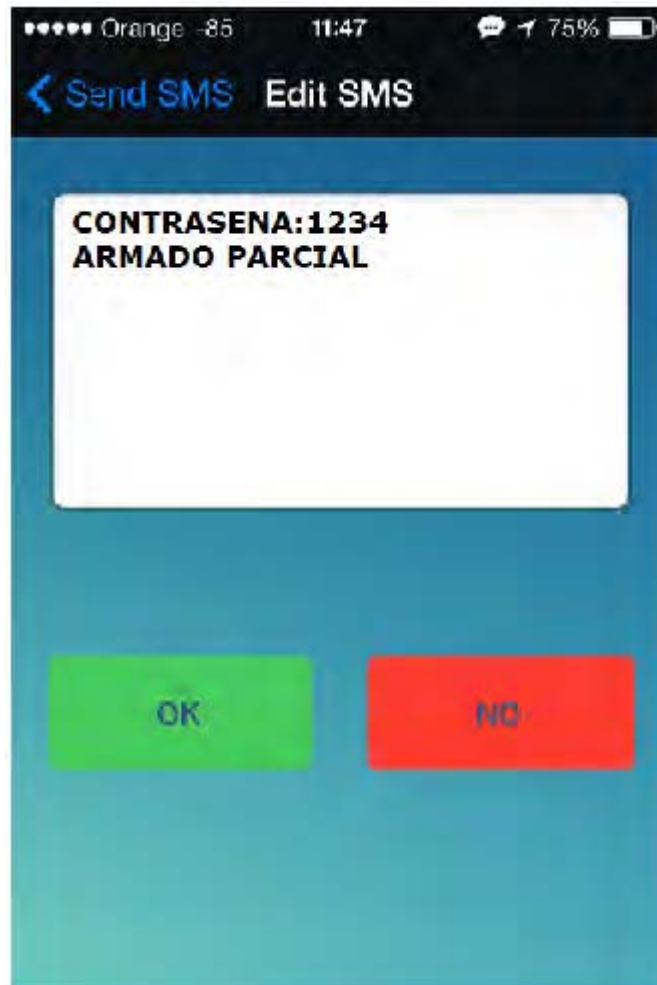 Orange -85 11:47 75%
Send SMS Edit SMS
CONTRASENA:1234
ARMADO PARCIAL
OK NO